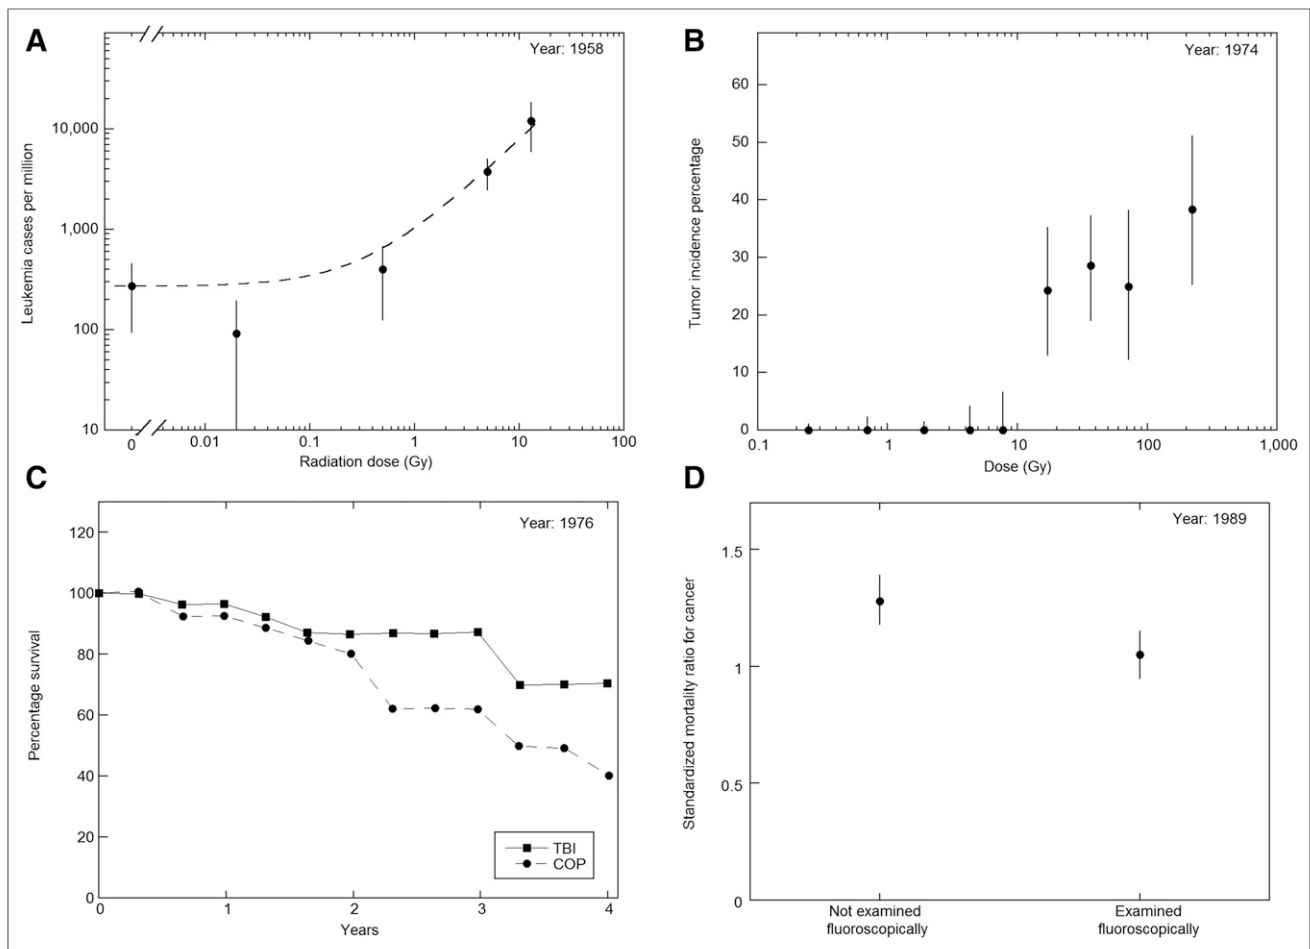 A
Year: 1958
Leukemia cases per million
10,000
1,000
100
10
0
0.01
0.1
1
10
100
Radiation dose (Gy)
B
Year: 1974
Tumor incidence percentage
60
50
40
30
20
10
0
0.1
1
10
100
1,000
Dose (Gy)
C
Year: 1976
Percentage survival
120
100
80
60
40
20
0
0
1
2
3
4
Years
TBI
COP
D
Year: 1989
Standardized mortality ratio for cancer
1.5
1
0.5
0
Not examined
fluoroscopically
Examined
fluoroscopically